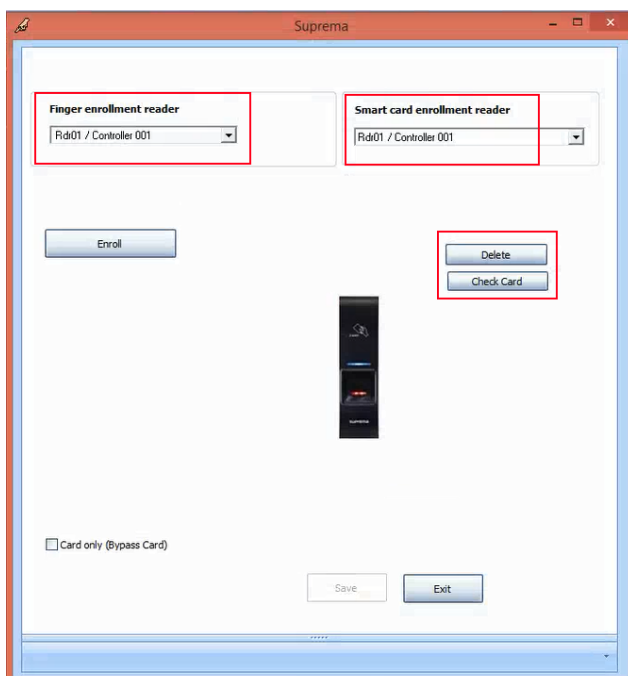 Suprema
Finger enrollment reader
Rdr01 / Controller 001
Smart card enrollment reader
Rdr01 / Controller 001
Enroll
Delete
Check Card
SUPREMA
Card only (Bypass Card)
Save
Exit